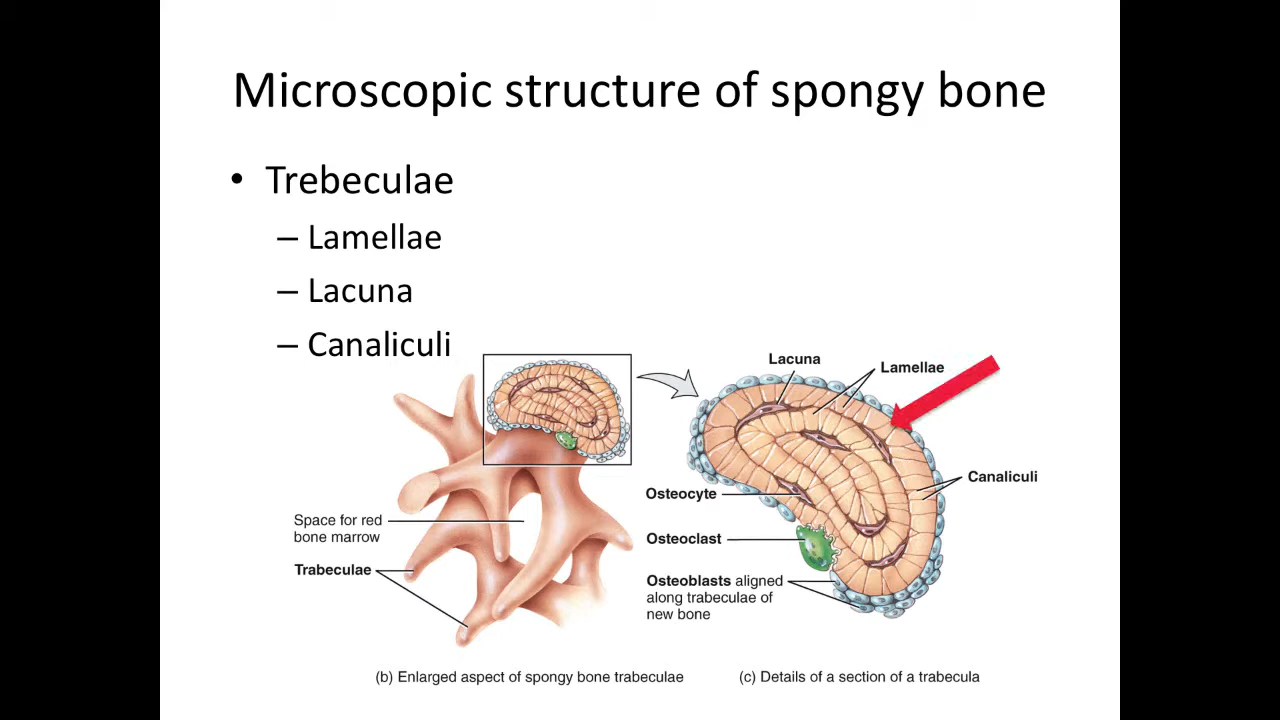 Microscopic structure of spongy bone
• Trebeculae
– Lamellae
– Lacuna
– Canaliculi
Lacuna
Lamellae
Canaliculi
Osteocyte
Osteoclast
Osteoblasts aligned
along trabeculae of
new bone
Space for red
bone marrow
Trabeculae
(b) Enlarged aspect of spongy bone trabeculae
(c) Details of a section of a trabecula